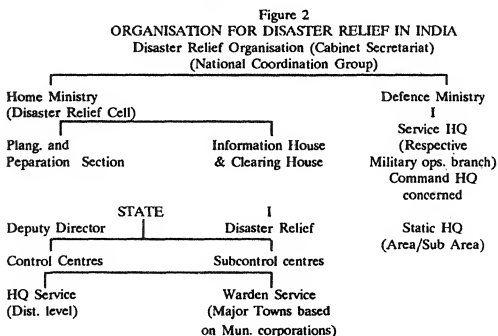 Figure 2
ORGANISATION FOR DISASTER RELIEF IN INDIA
Disaster Relief Organisation (Cabinet Secretariat)
(National Coordination Group)
Home Ministry Defence Ministry
(Disaster Relief Cell) I
Service HQ
Plang. and Information House (Respective
Peparation Section & Clearing House Military ops. branch)
Command HQ
concerned
STATE I
Deputy Director Disaster Relief Static HQ
(Area/Sub Area)
Control Centres Subcontrol centres
HQ Service Warden Service
(Dist. level) (Major Towns based
on Mun. corporations)